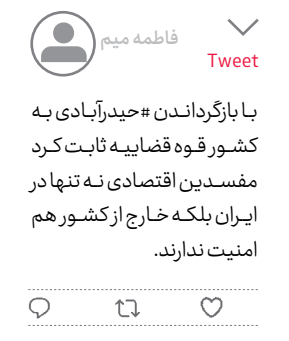 فاطمه میم
Tweet
با بازگرداندن #حیدرآبادی به
کشور قوه قضاییه ثابت کرد
مفسدین اقتصادی نه تنها در
ایران بلکه خارج از کشور هم
امنیت ندارند.